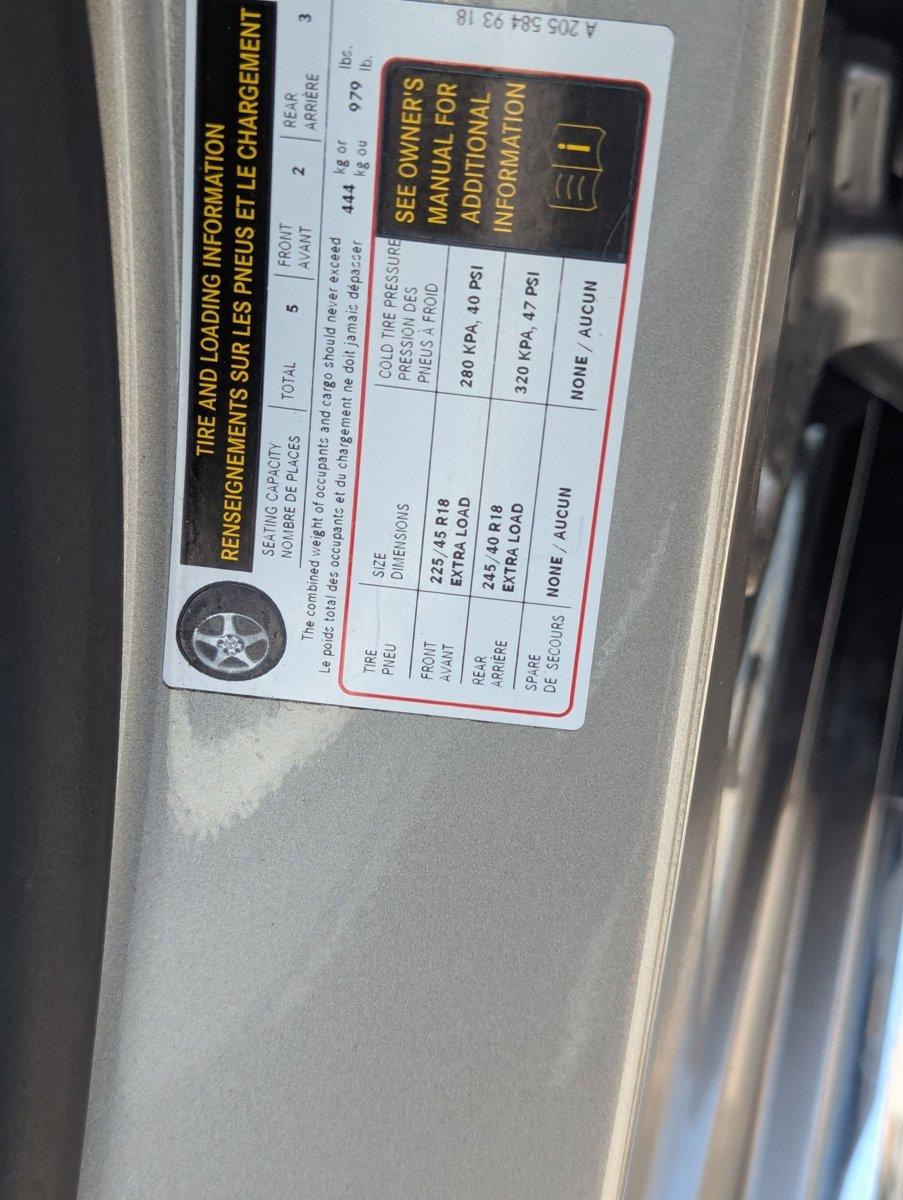 TIRE AND LOADING INFORMATION
RENSEIGNEMENTS SUR LES PNEUS ET LE CHARGEMENT
SEATING CAPACITY
NOMBRE DE PLACES
TOTAL 5
FRONT
AVANT
2
REAR
ARRIÈRE
3
The combined weight of occupants and cargo should never exceed
Le poids total des occupants et du chargement ne doit jamais dépasser
444
kg or
kg ou
979
lbs.
lb.
TIRE
PNEU
SIZE
DIMENSIONS
COLD TIRE PRESSURE
PRESSION DES
PNEUS À FROID
FRONT
AVANT
225/45 R18
EXTRA LOAD
280 KPA, 40 PSI
REAR
ARRIÈRE
245/40 R18
EXTRA LOAD
320 KPA, 47 PSI
SPARE
DE SECOURS
NONE / AUCUN
NONE / AUCUN
SEE OWNER'S
MANUAL FOR
ADDITIONAL
INFORMATION
i
A 205 584 93 18